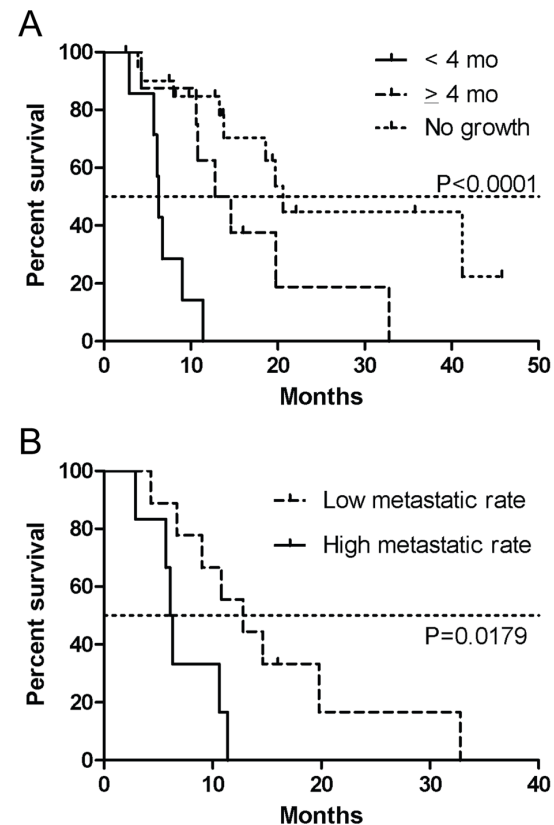 A
100
80
60
40
20
0
Percent survival
< 4 mo
≥ 4 mo
No growth
P<0.0001
0 10 20 30 40 50
Months
B
100
80
60
40
20
0
Percent survival
Low metastatic rate
High metastatic rate
P=0.0179
0 10 20 30 40
Months